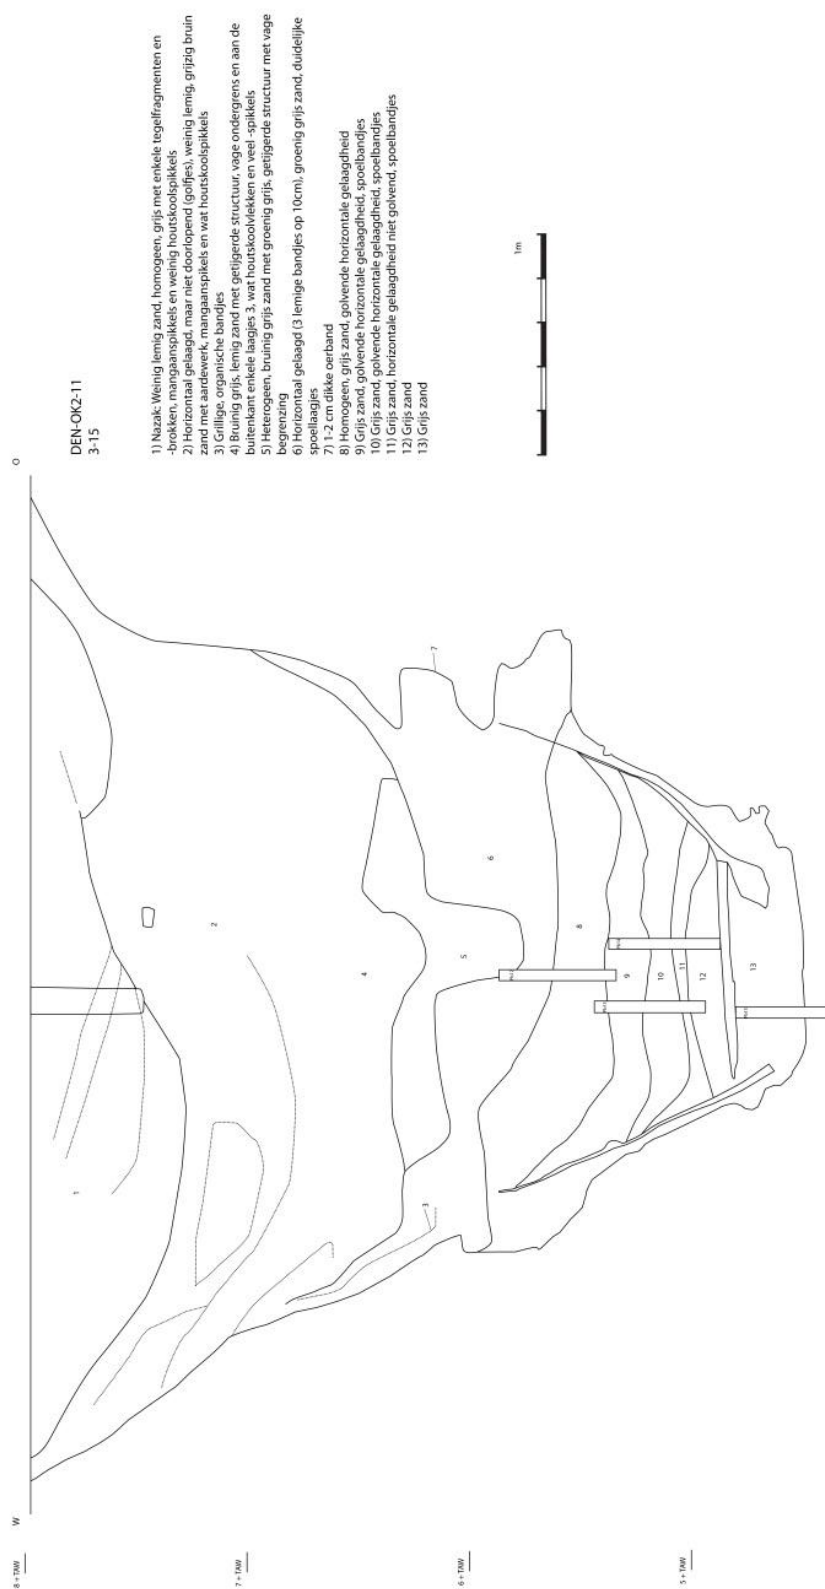 DEN-OK2-11
3-15
1) Nazak: Weinig lemig zand, homogeen, grijs met enkele tegelfragmenten en
-brokken, mangaanspikkels en weinig houtskoolspikkels
2) Horizontaal gelaagd, maar niet doorlopend (golfjes), weinig lemig, grijzig bruin
zand met aardewerk, mangaanspikels en wat houtskoolspikkels
3) Grillige, organische bandjes
4) Bruinig grijs, lemig zand met getijgerde structuur, vage ondergrens en aan de
buitenkant enkele laagjes 3, wat houtskoolvlekken en veel -spikkels
5) Heterogeen, bruinig grijs zand met groenig grijs, getijgerde structuur met vage
begrenzing
6) Horizontaal gelaagd (3 lemige bandjes op 10cm), groenig grijs zand, duidelijke
spoellaagjes
7) 1-2 cm dikke oerband
8) Homogeen, grijs zand, golvende horizontale gelaagdheid
9) Grijs zand, golvende horizontale gelaagdheid, spoelbandjes
10) Grijs zand, golvende horizontale gelaagdheid, spoelbandjes
11) Grijs zand, horizontale gelaagdheid niet golvend, spoelbandjes
12) Grijs zand
13) Grijs zand
1m
W
O
8 + TAW
7 + TAW
6 + TAW
5 + TAW
1
2
3
4
5
6
7
8
9
10
11
12
13